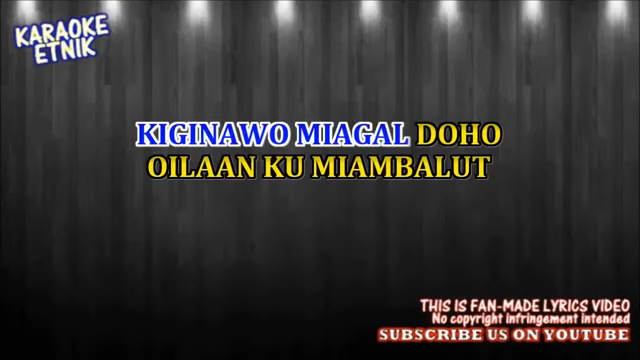 KARAOKE
ETNIK
KIGINAWO MIAGAL DOHO
OILAAN KU MIAMBALUT
THIS IS FAN-MADE LYRICS VIDEO
No copyright infringement intended
SUBSCRIBE US ON YOUTUBE